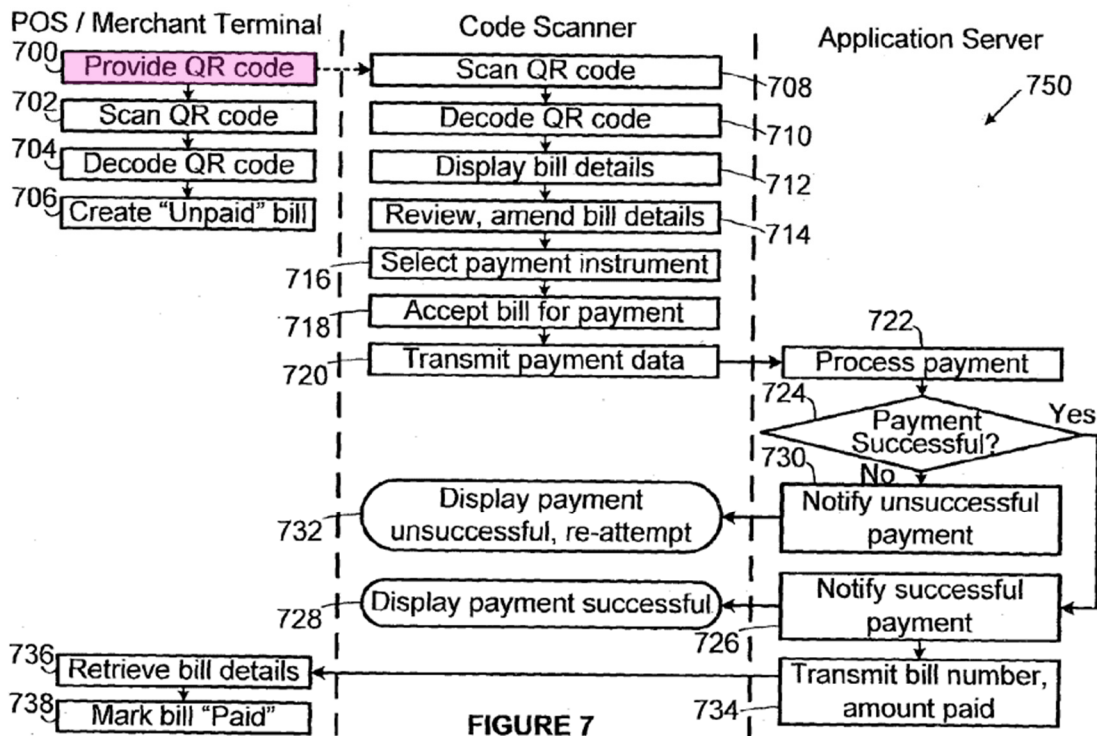 POS / Merchant Terminal
Code Scanner
Application Server
700
Provide QR code
702
Scan QR code
704
Decode QR code
706
Create “Unpaid” bill
Scan QR code
708
Decode QR code
710
Display bill details
712
Review, amend bill details
714
Select payment instrument
716
Accept bill for payment
718
Transmit payment data
720
750
722
Process payment
724
Payment
Successful?
Yes
No
730
Notify unsuccessful
payment
Display payment
unsuccessful, re-attempt
732
Notify successful
payment
726
Display payment successful
728
Transmit bill number,
amount paid
734
736
Retrieve bill details
738
Mark bill “Paid”
FIGURE 7